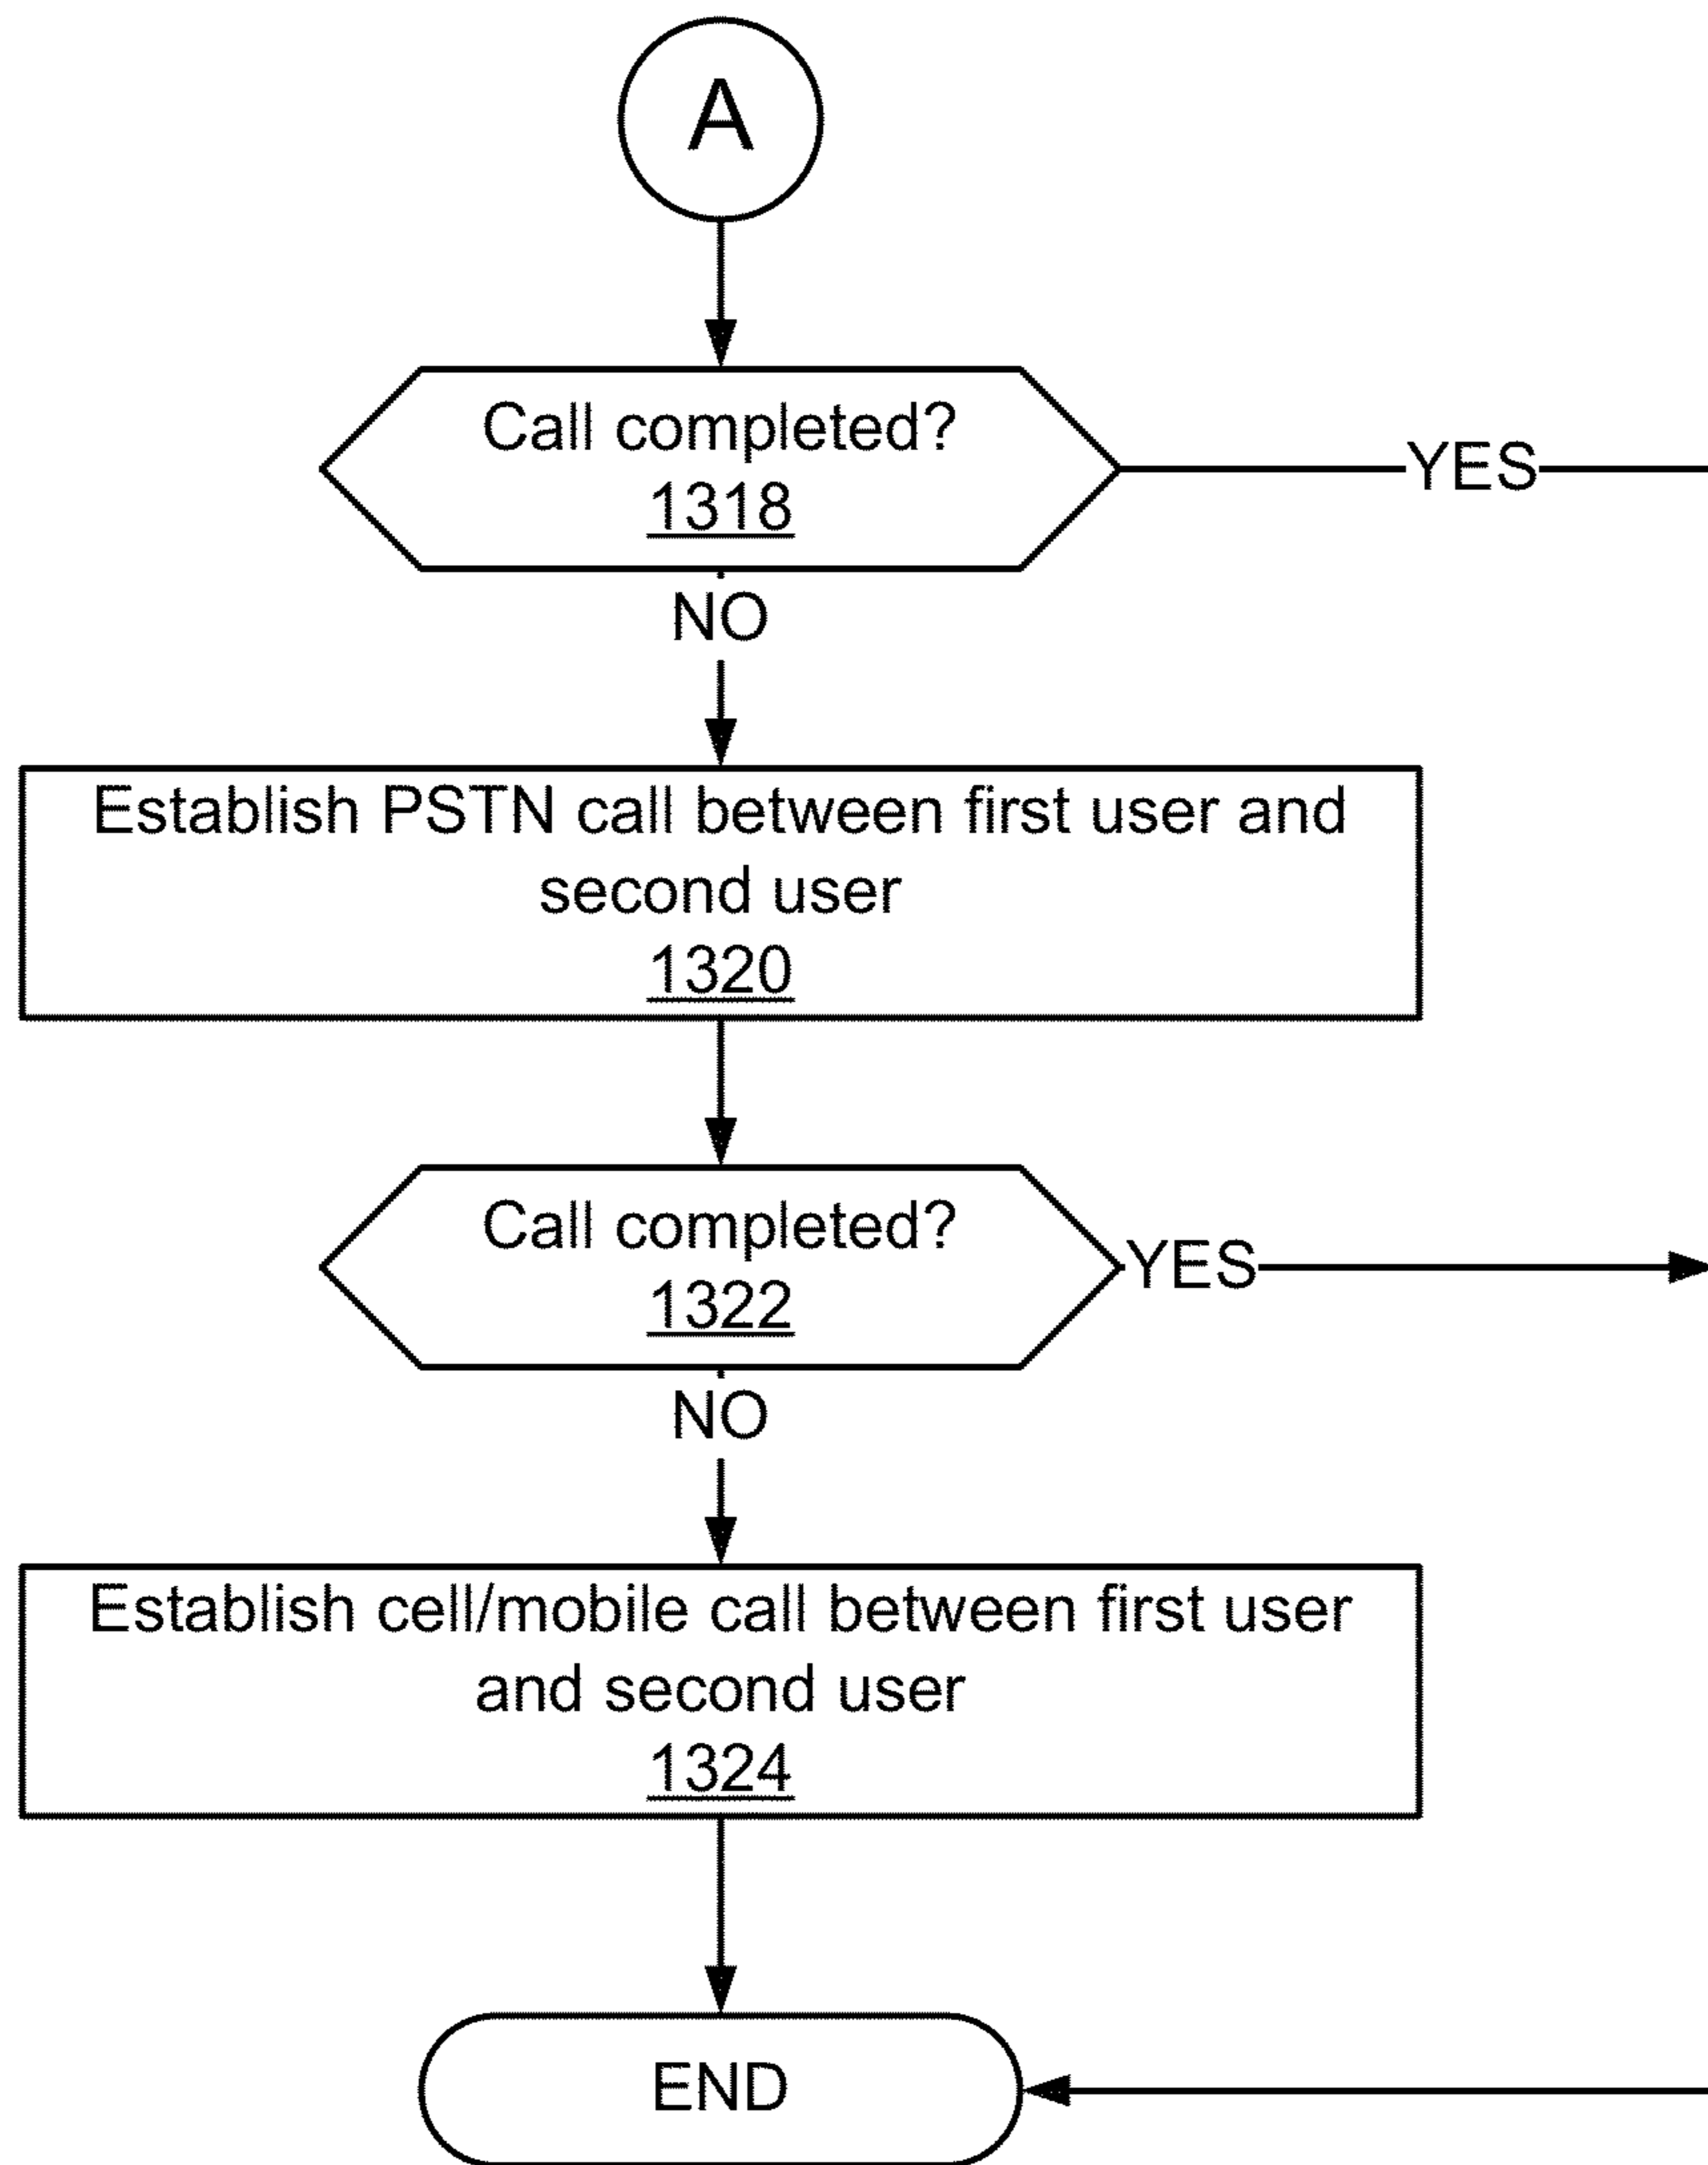 A
Call completed?
1318
YES
NO
Establish PSTN call between first user and
second user
1320
Call completed?
1322
YES
NO
Establish cell/mobile call between first user
and second user
1324
END